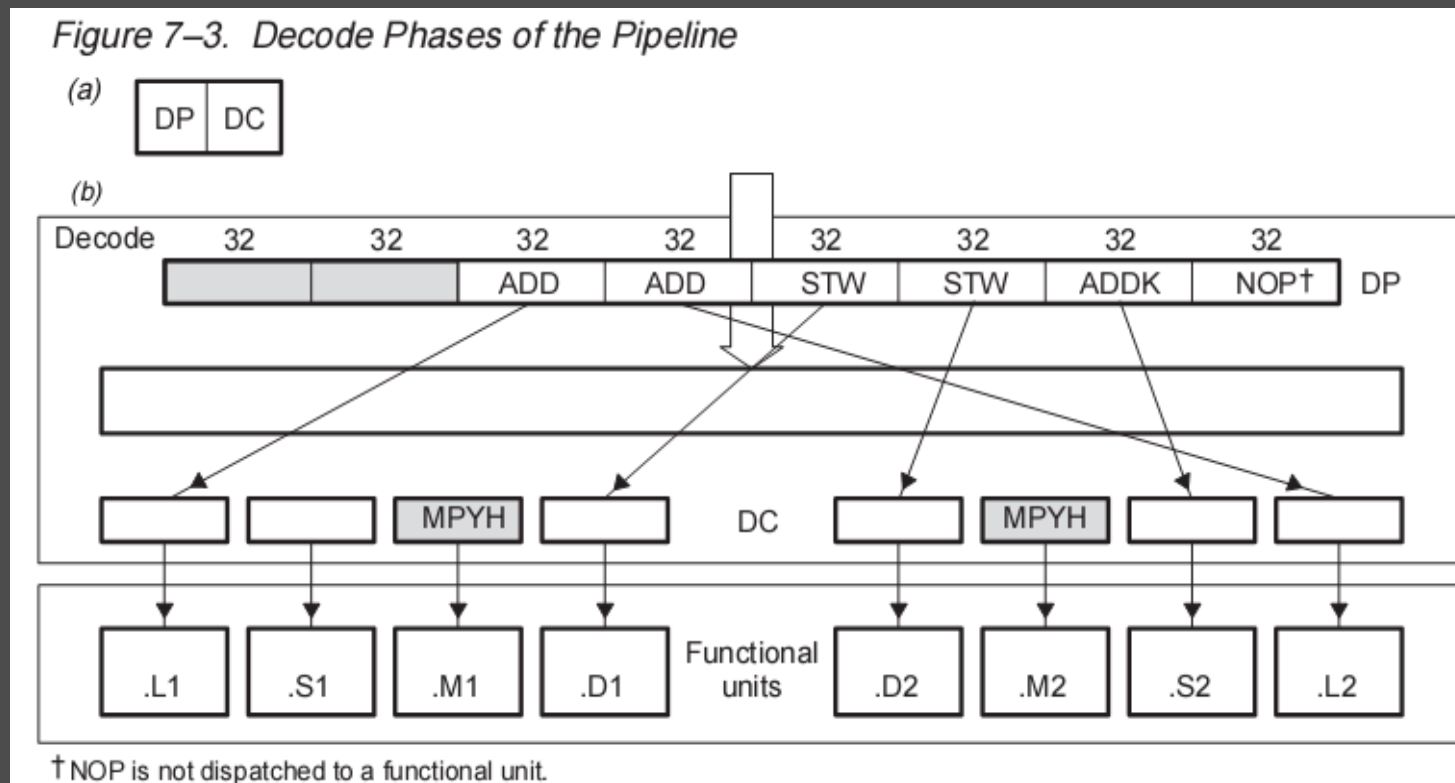 Figure 7–3. Decode Phases of the Pipeline
(a)
DP DC
(b)
Decode 32 32 32 32 32 32 32 32
ADD ADD STW STW ADDK NOP† DP
MPYH DC MPYH
Functional
units
.L1 .S1 .M1 .D1 .D2 .M2 .S2 .L2
†NOP is not dispatched to a functional unit.